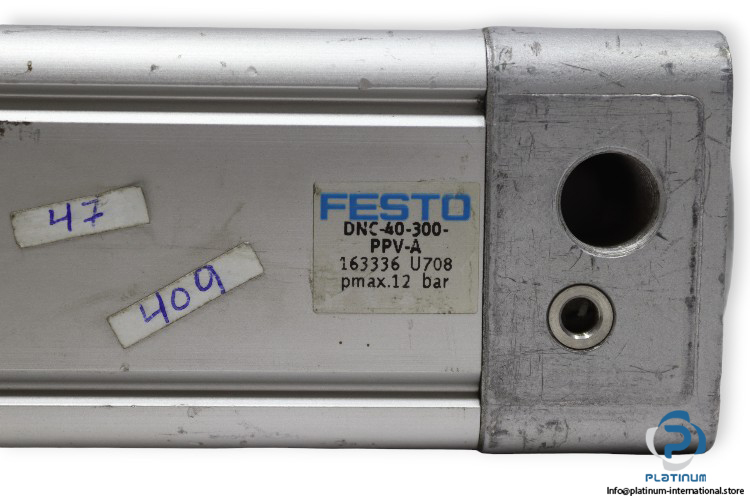 47
409
FESTO
DNC-40-300-
PPV-A
163336 U708
pmax.12 bar
P
PLATINUM
Info@platinum-international.store